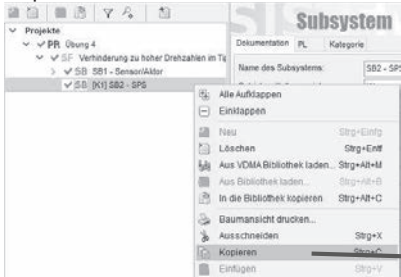 Subsystem
Projekte
PR Übung 4
SF Verhinderung zu hoher Drehzahlen im
SB SB1 - Sensor/Aktor
SB [K1] SB2 - SPS
Dokumentation PL Kategorie
Name des Subsystems: SB2 - SPS
Alle Aufklappen
Einklappen
Neu Strg+Einfg
Löschen Strg+Entf
Aus VDMA Bibliothek laden... Strg+Alt+M
Aus Bibliothek laden... Strg+Alt+B
In die Bibliothek kopieren Strg+Alt+C
Baumansicht drucken...
Ausschneiden Strg+X
Kopieren Strg+C
Einfügen Strg+V